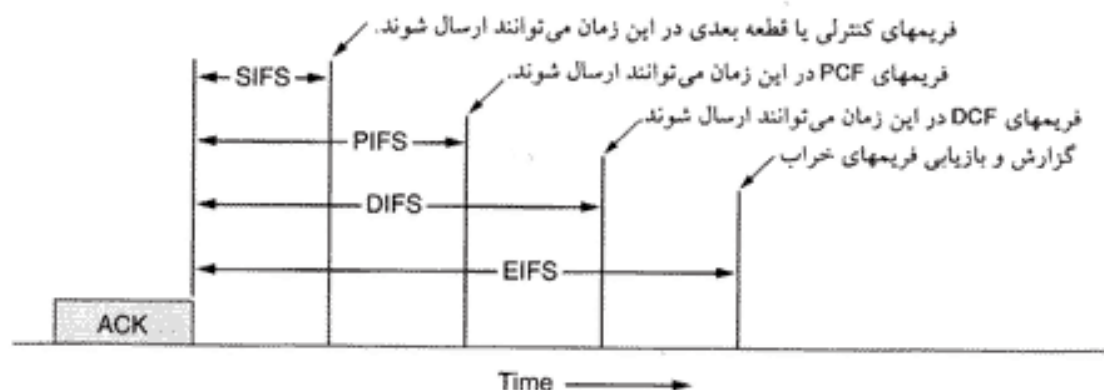 فریمهای کنترلی یا قطعه بعدی در این زمان می‌توانند ارسال شوند.
فریمهای PCF در این زمان می‌توانند ارسال شوند.
فریمهای DCF در این زمان می‌توانند ارسال شوند.
گزارش و بازیابی فریمهای خراب
SIFS
PIFS
DIFS
EIFS
ACK
Time